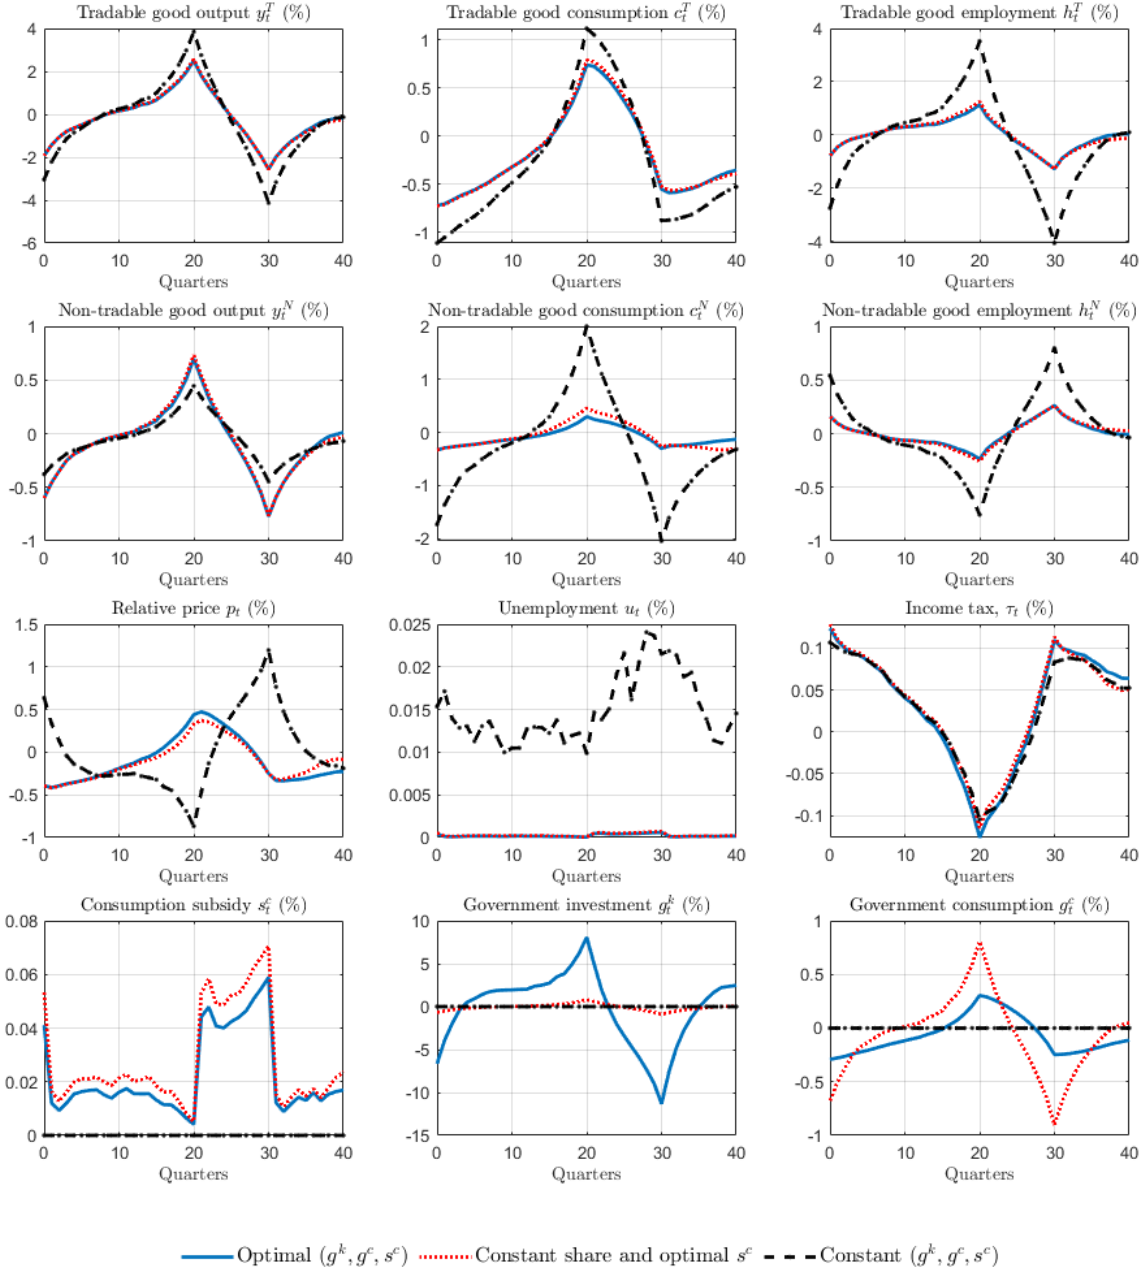 Tradable good output $y_t^T$ (%)
4
2
0
-2
-4
-6
0 10 20 30 40
Quarters
Tradable good consumption $c_t^T$ (%)
1
0.5
0
-0.5
-1
0 10 20 30 40
Quarters
Tradable good employment $h_t^T$ (%)
4
2
0
-2
-4
0 10 20 30 40
Quarters
Non-tradable good output $y_t^N$ (%)
1
0.5
0
-0.5
-1
0 10 20 30 40
Quarters
Non-tradable good consumption $c_t^N$ (%)
2
1
0
-1
-2
0 10 20 30 40
Quarters
Non-tradable good employment $h_t^N$ (%)
1
0.5
0
-0.5
-1
0 10 20 30 40
Quarters
Relative price $p_t$ (%)
1.5
1
0.5
0
-0.5
-1
0 10 20 30 40
Quarters
Unemployment $u_t$ (%)
0.025
0.02
0.015
0.01
0.005
0
0 10 20 30 40
Quarters
Income tax, $\tau_t$ (%)
0.1
0.05
0
-0.05
-0.1
0 10 20 30 40
Quarters
Consumption subsidy $s_t^c$ (%)
0.08
0.06
0.04
0.02
0
0 10 20 30 40
Quarters
Government investment $g_t^k$ (%)
10
5
0
-5
-10
-15
0 10 20 30 40
Quarters
Government consumption $g_t^c$ (%)
1
0.5
0
-0.5
-1
0 10 20 30 40
Quarters
Optimal $(g^k, g^c, s^c)$ Constant share and optimal $s^c$ Constant $(g^k, g^c, s^c)$